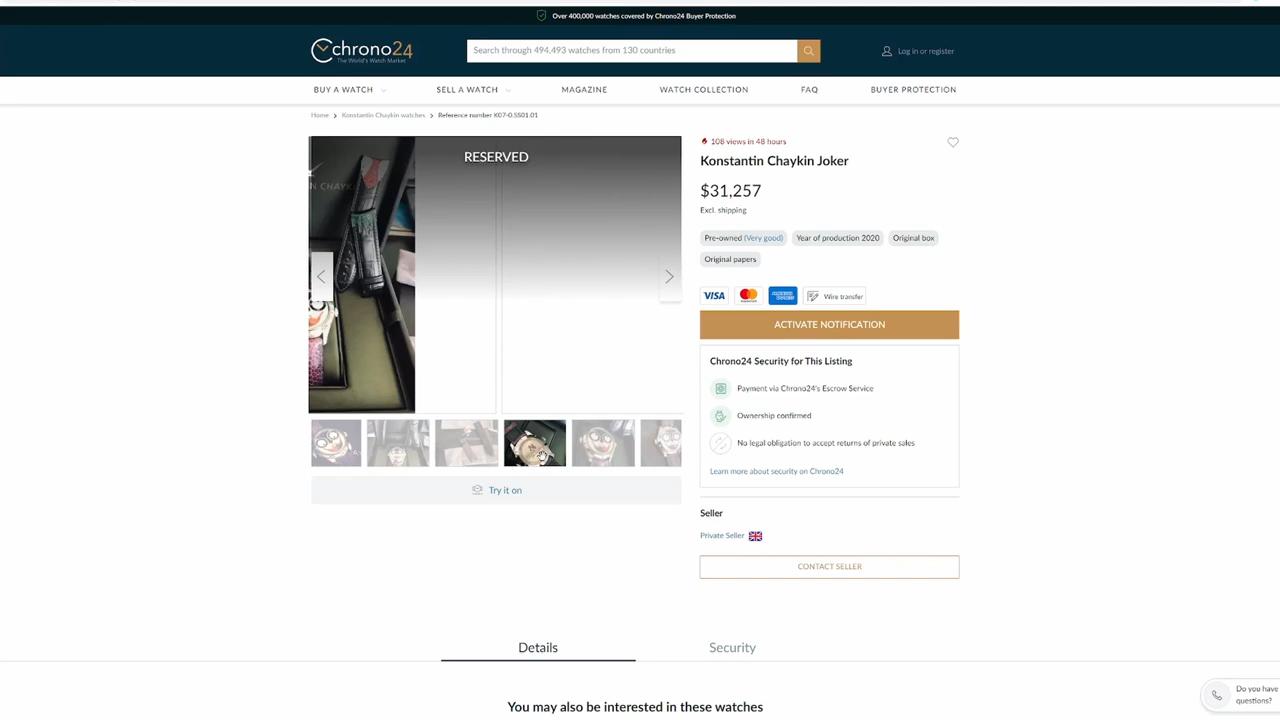 Over 400,000 watches covered by Chrono24 Buyer Protection
chrono24
The World's Watch Market
Search through 494,493 watches from 130 countries
Log in or register
BUY A WATCH
SELL A WATCH
MAGAZINE
WATCH COLLECTION
FAQ
BUYER PROTECTION
Home > Konstantin Chaykin watches > Reference number K07-0.SS01.01
RESERVED
N CHAYK
108 views in 48 hours
Konstantin Chaykin Joker
$31,257
Excl. shipping
Pre-owned (Very good)
Year of production 2020
Original box
Original papers
VISA
Wire transfer
ACTIVATE NOTIFICATION
Chrono24 Security for This Listing
Payment via Chrono24's Escrow Service
Ownership confirmed
No legal obligation to accept returns of private sales
Learn more about security on Chrono24
Try it on
Seller
Private Seller
CONTACT SELLER
Details
Security
Do you have
questions?
You may also be interested in these watches